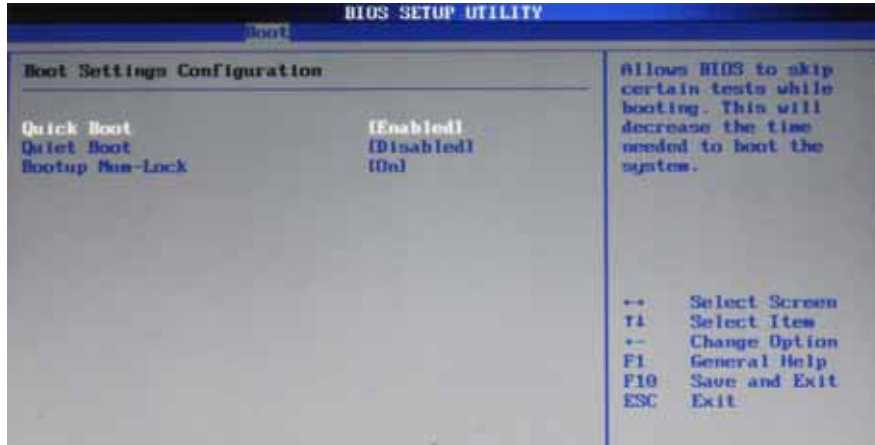 BIOS SETUP UTILITY
Boot
Boot Settings Configuration
Quick Boot [Enabled]
Quiet Boot [Disabled]
Bootup Num-Lock [On]
Allows BIOS to skip
certain tests while
booting. This will
decrease the time
needed to boot the
system.
←→ Select Screen
↑↓ Select Item
+- Change Option
F1 General Help
F10 Save and Exit
ESC Exit